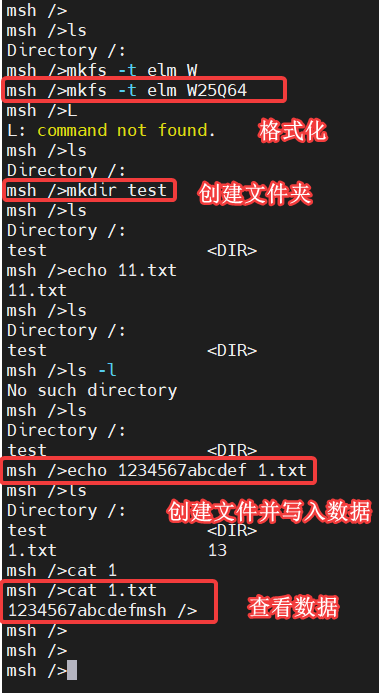 msh />
msh />ls
Directory /:
msh />mkfs -t elm W
msh />mkfs -t elm W25Q64
msh />L
L: command not found.
格式化
msh />ls
Directory /:
msh />mkdir test
创建文件夹
msh />ls
Directory /:
test <DIR>
msh />echo 11.txt
11.txt
msh />ls
Directory /:
test <DIR>
msh />ls -l
No such directory
msh />ls
Directory /:
test <DIR>
msh />echo 1234567abcdef 1.txt
msh />ls
Directory /:
创建文件并写入数据
test <DIR>
1.txt 13
msh />cat 1
msh />cat 1.txt
1234567abcdefmsh />
查看数据
msh />
msh />
msh />